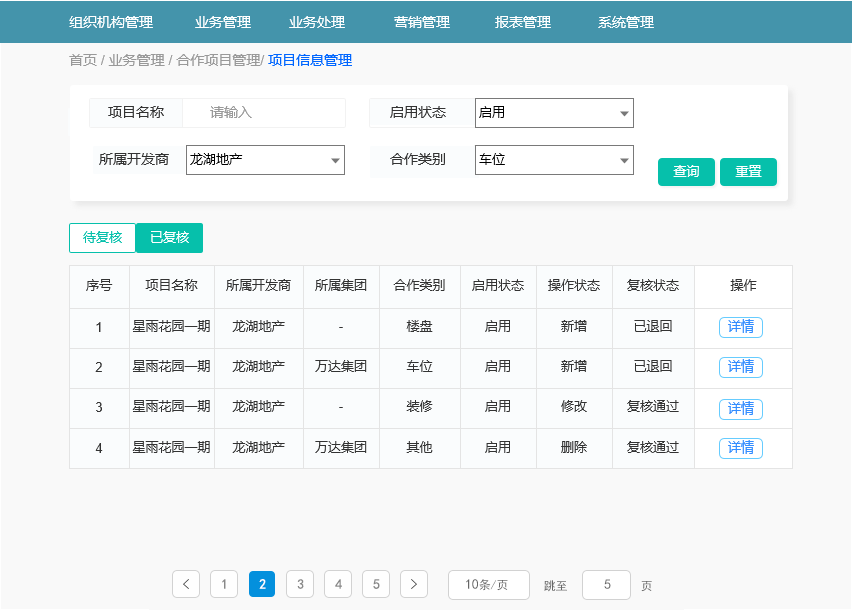 组织机构管理 业务管理 业务处理 营销管理 报表管理 系统管理
首页 / 业务管理 / 合作项目管理/ 项目信息管理
项目名称 请输入 启用状态 启用
所属开发商 龙湖地产 合作类别 车位 查询 重置
待复核 已复核
序号 项目名称 所属开发商 所属集团 合作类别 启用状态 操作状态 复核状态 操作
1 星雨花园一期 龙湖地产 - 楼盘 启用 新增 已退回 详情
2 星雨花园一期 龙湖地产 万达集团 车位 启用 新增 已退回 详情
3 星雨花园一期 龙湖地产 - 装修 启用 修改 复核通过 详情
4 星雨花园一期 龙湖地产 万达集团 其他 启用 删除 复核通过 详情
< 1 2 3 4 5 > 10条/页 跳至 5 页